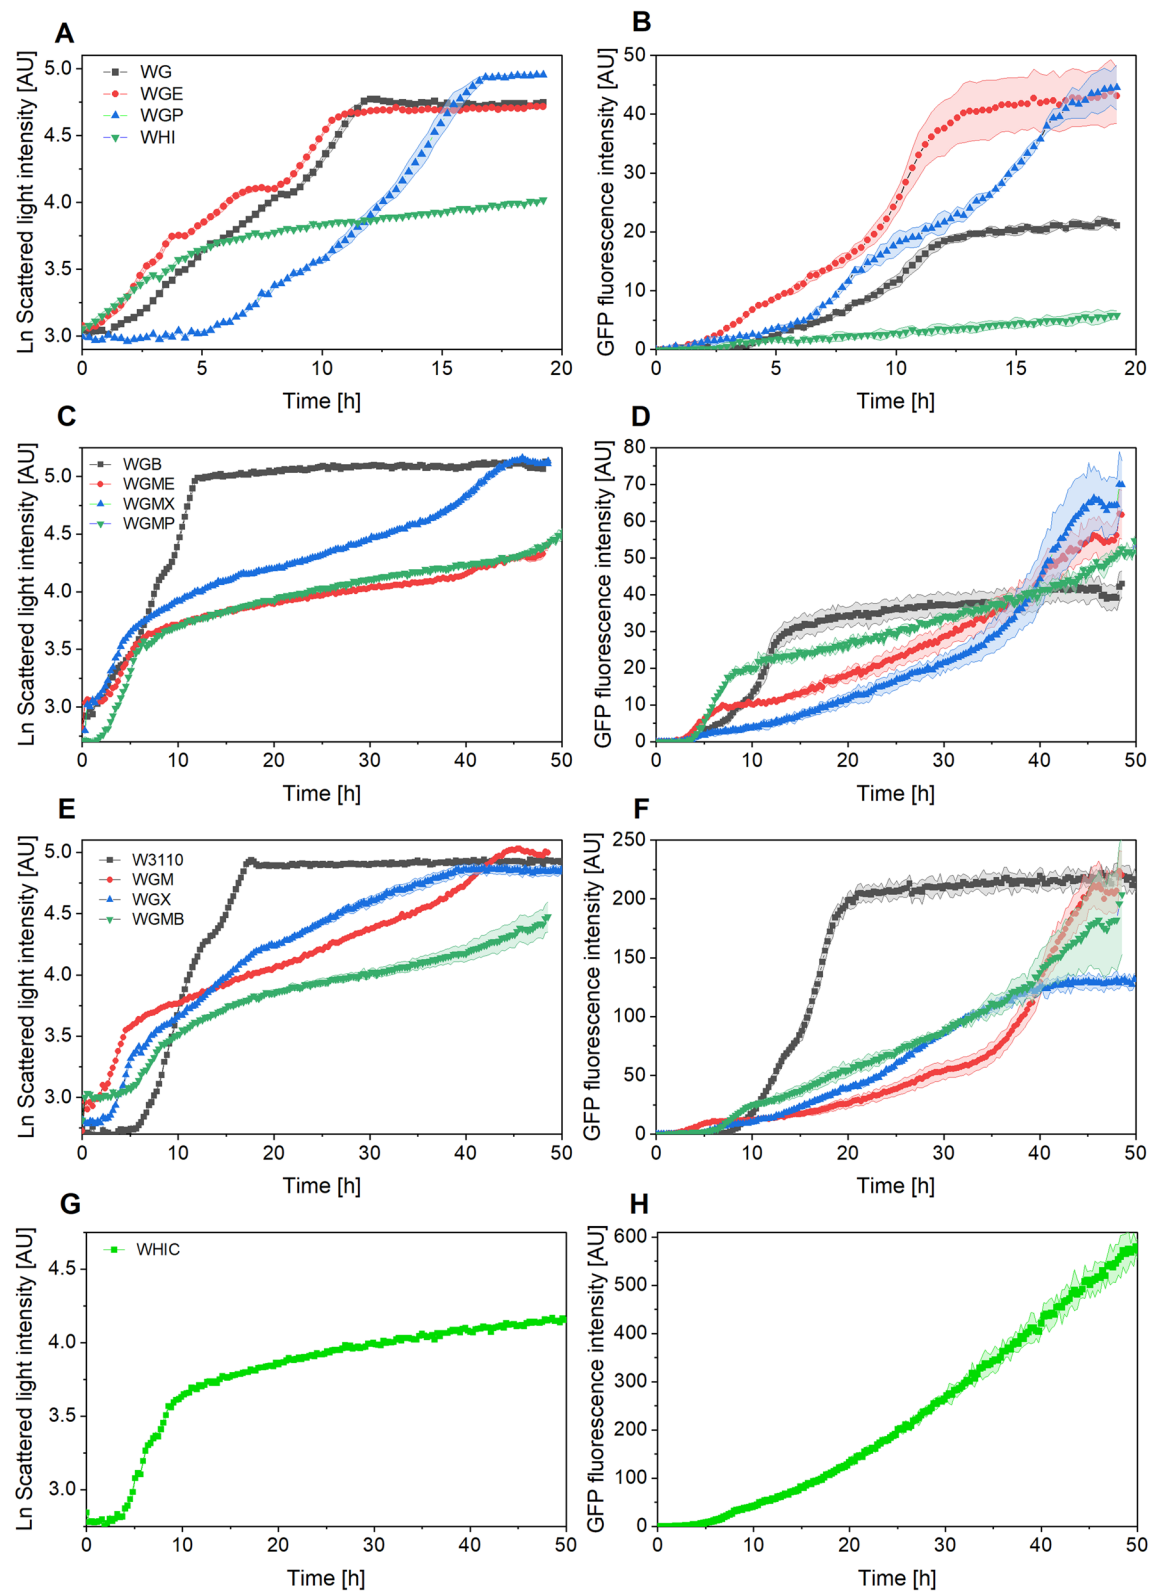 A
Ln Scattered light intensity [AU]
5.0
4.5
4.0
3.5
3.0
WG
WGE
WGP
WHI
0 5 10 15 20
Time [h]
B
GFP fluorescence intensity [AU]
50
40
30
20
10
0
0 5 10 15 20
Time [h]
C
Ln Scattered light intensity [AU]
5.0
4.5
4.0
3.5
3.0
WGB
WGME
WGMX
WGMP
0 10 20 30 40 50
Time [h]
D
GFP fluorescence intensity [AU]
80
70
60
50
40
30
20
10
0
0 10 20 30 40 50
Time [h]
E
Ln Scattered light intensity [AU]
5.0
4.5
4.0
3.5
3.0
W3110
WGM
WGX
WGMB
0 10 20 30 40 50
Time [h]
F
GFP fluorescence intensity [AU]
250
200
150
100
50
0
0 10 20 30 40 50
Time [h]
G
Ln Scattered light intensity [AU]
4.5
4.0
3.5
3.0
WHIC
0 10 20 30 40 50
Time [h]
H
GFP fluorescence intensity [AU]
600
500
400
300
200
100
0
0 10 20 30 40 50
Time [h]